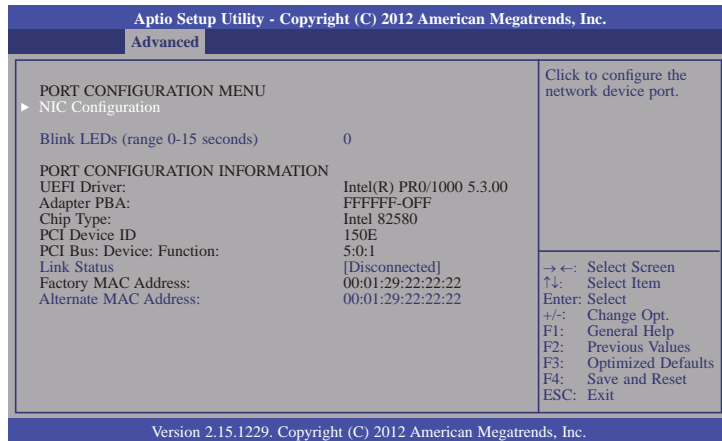 Aptio Setup Utility - Copyright (C) 2012 American Megatrends, Inc.
Advanced
PORT CONFIGURATION MENU
▶ NIC Configuration
Blink LEDs (range 0-15 seconds) 0
PORT CONFIGURATION INFORMATION
UEFI Driver: Intel(R) PR0/1000 5.3.00
Adapter PBA: FFFFFF-OFF
Chip Type: Intel 82580
PCI Device ID 150E
PCI Bus: Device: Function: 5:0:1
Link Status [Disconnected]
Factory MAC Address: 00:01:29:22:22:22
Alternate MAC Address: 00:01:29:22:22:22
Click to configure the
network device port.
→←: Select Screen
↑↓: Select Item
Enter: Select
+/-: Change Opt.
F1: General Help
F2: Previous Values
F3: Optimized Defaults
F4: Save and Reset
ESC: Exit
Version 2.15.1229. Copyright (C) 2012 American Megatrends, Inc.